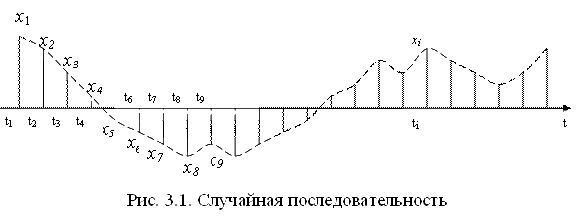 x1
x2
x3
x4
xi
t6 t7 t8 t9
t1 t2 t3 t4
ti
t
x5
x6
x7
x8
c9
Рис. 3.1. Случайная последовательность